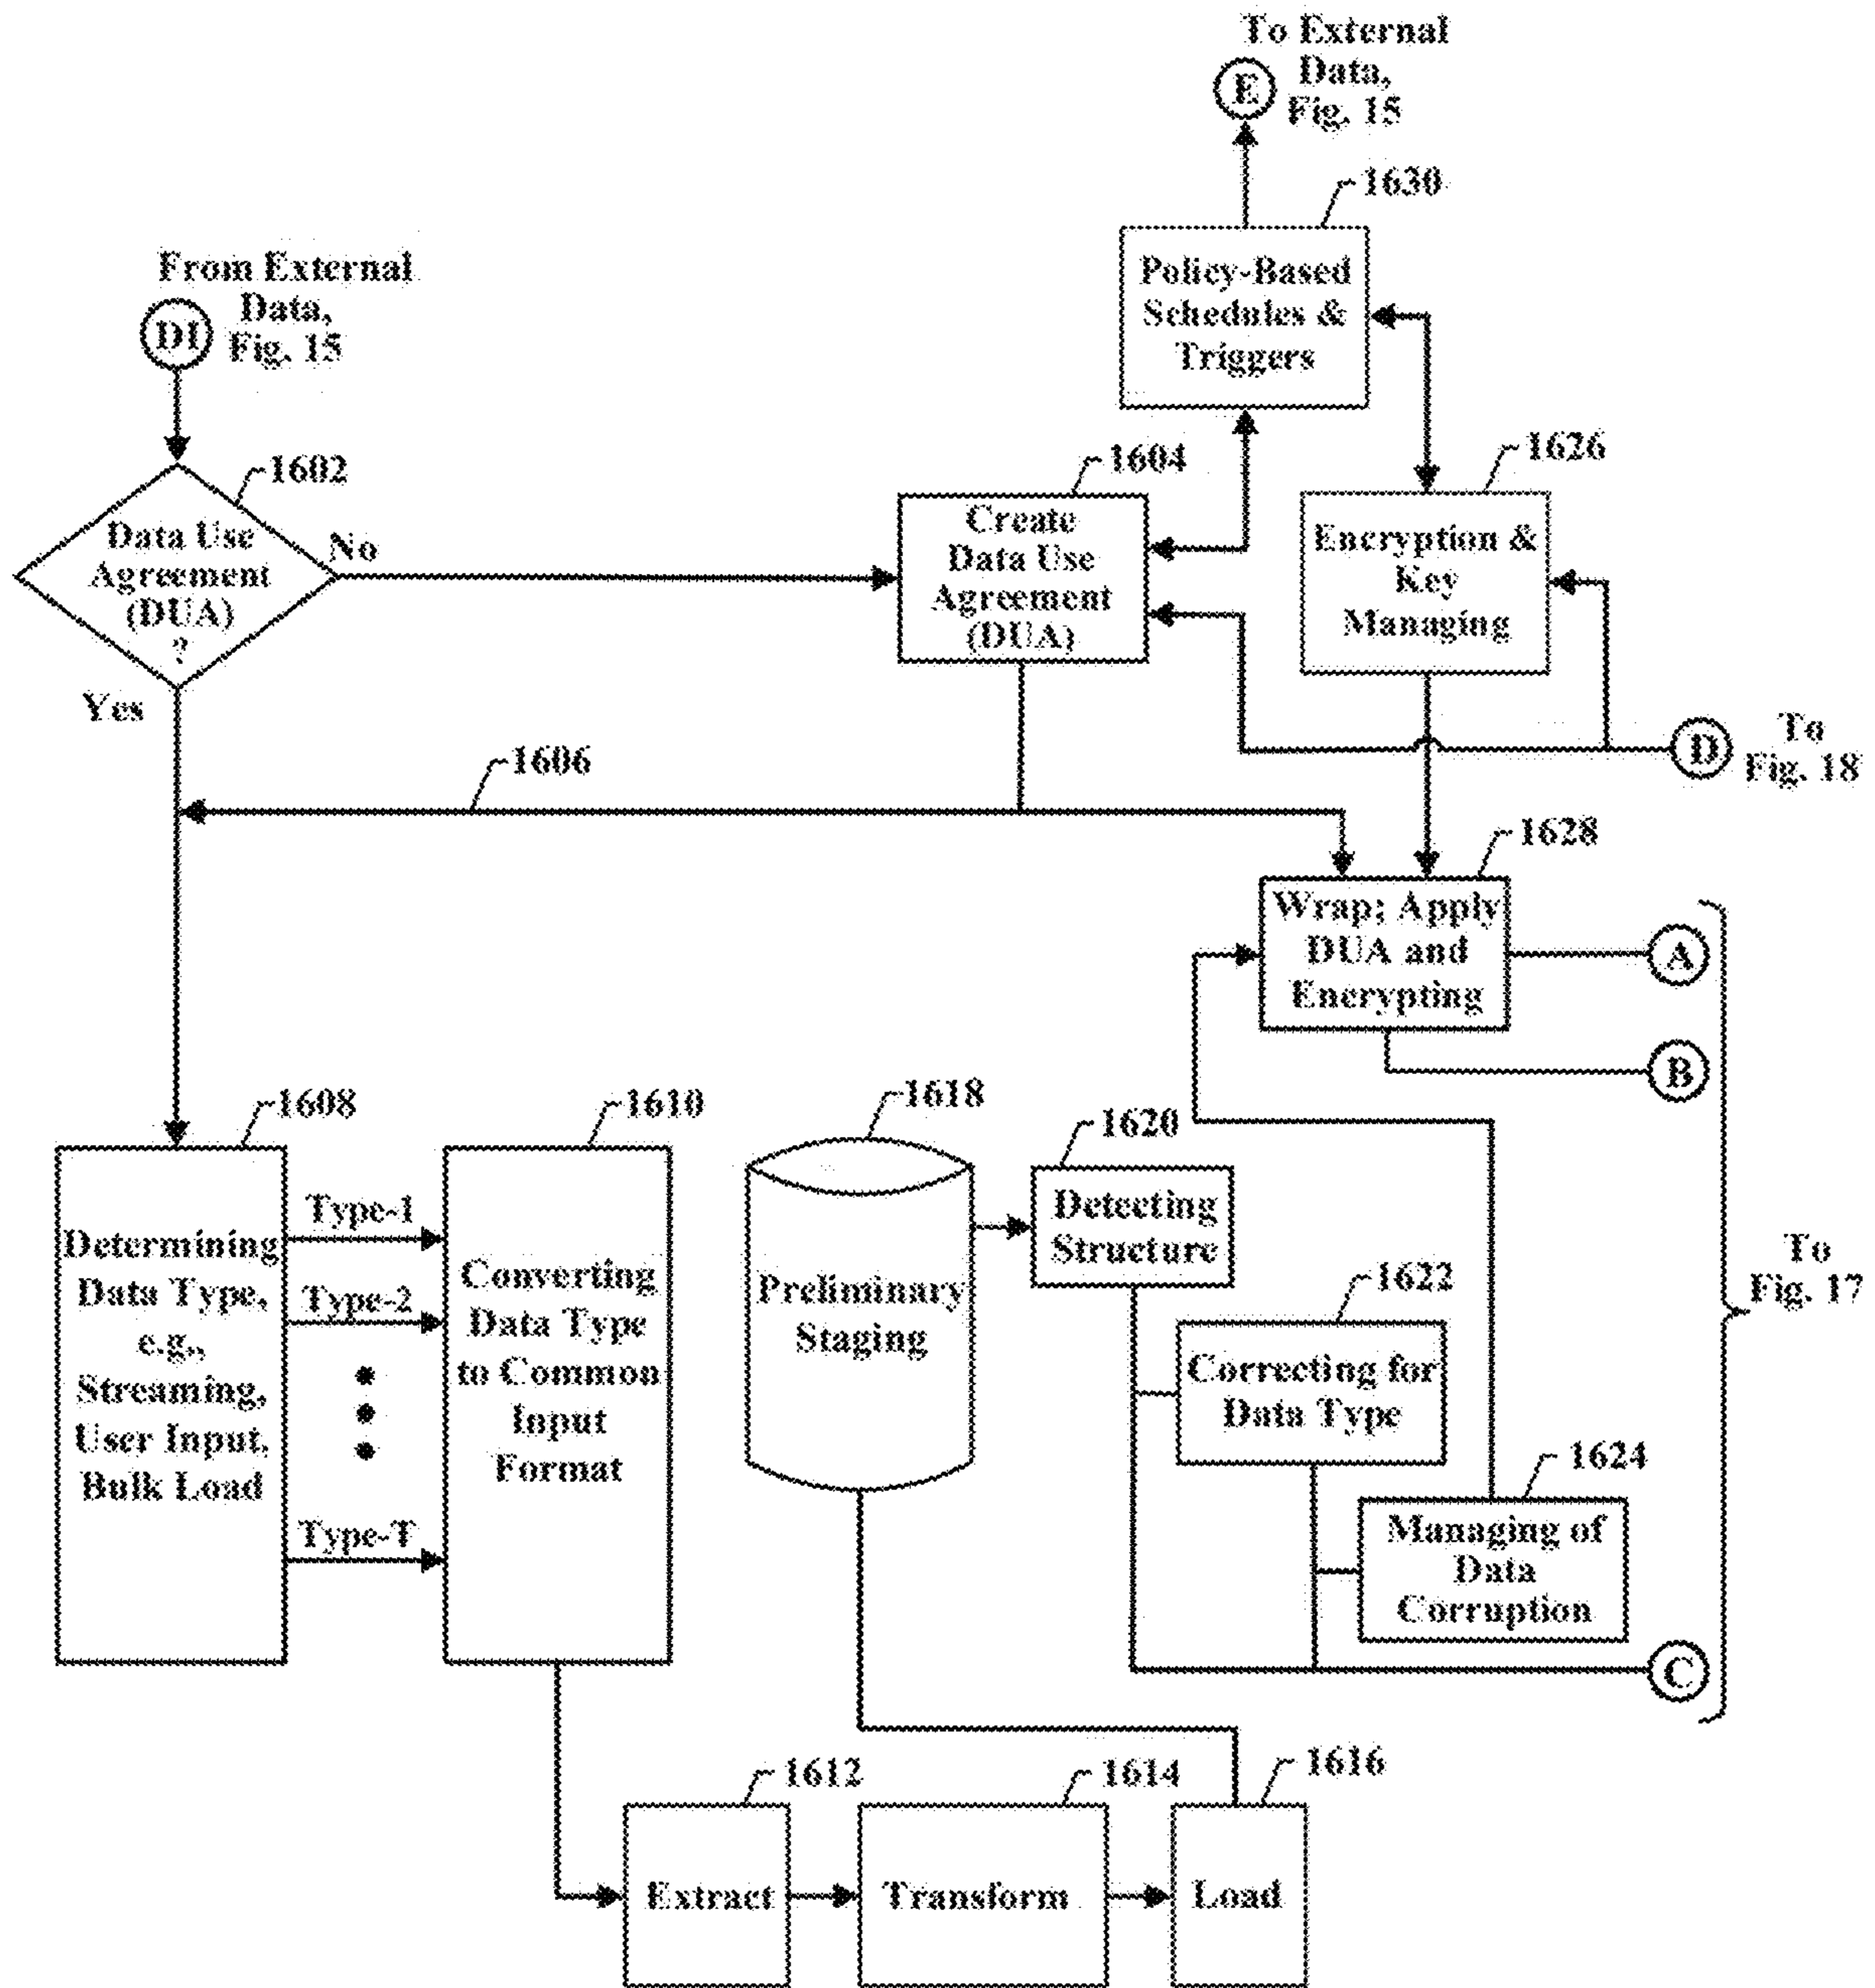 To External
Data,
Fig. 15
E
1630
Policy-Based
Schedules &
Triggers
From External
Data,
Fig. 15
D1
1602
Data Use
Agreement
(DUA)
?
No
Yes
1604
Create
Data Use
Agreement
(DUA)
1626
Encryption &
Key
Managing
D
To
Fig. 18
1606
1628
Wrap; Apply
DUA and
Encrypting
A
B
1608
Determining
Data Type,
e.g.,
Streaming,
User Input,
Bulk Load
Type-1
Type-2
Type-T
1610
Converting
Data Type
to Common
Input
Format
1618
Preliminary
Staging
1620
Detecting
Structure
1622
Correcting for
Data Type
1624
Managing of
Data
Corruption
C
To
Fig. 17
1612
Extract
1614
Transform
1616
Load